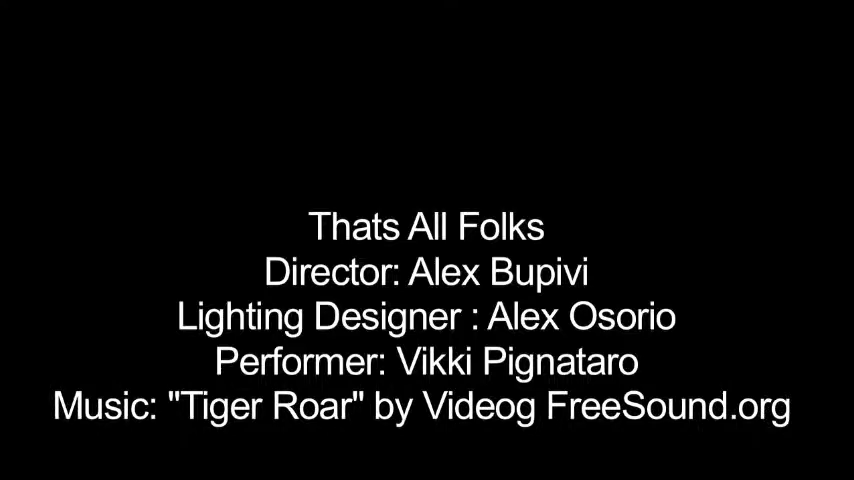 Thats All Folks
Director: Alex Bupivi
Lighting Designer : Alex Osorio
Performer: Vikki Pignataro
Music: "Tiger Roar" by Videog FreeSound.org